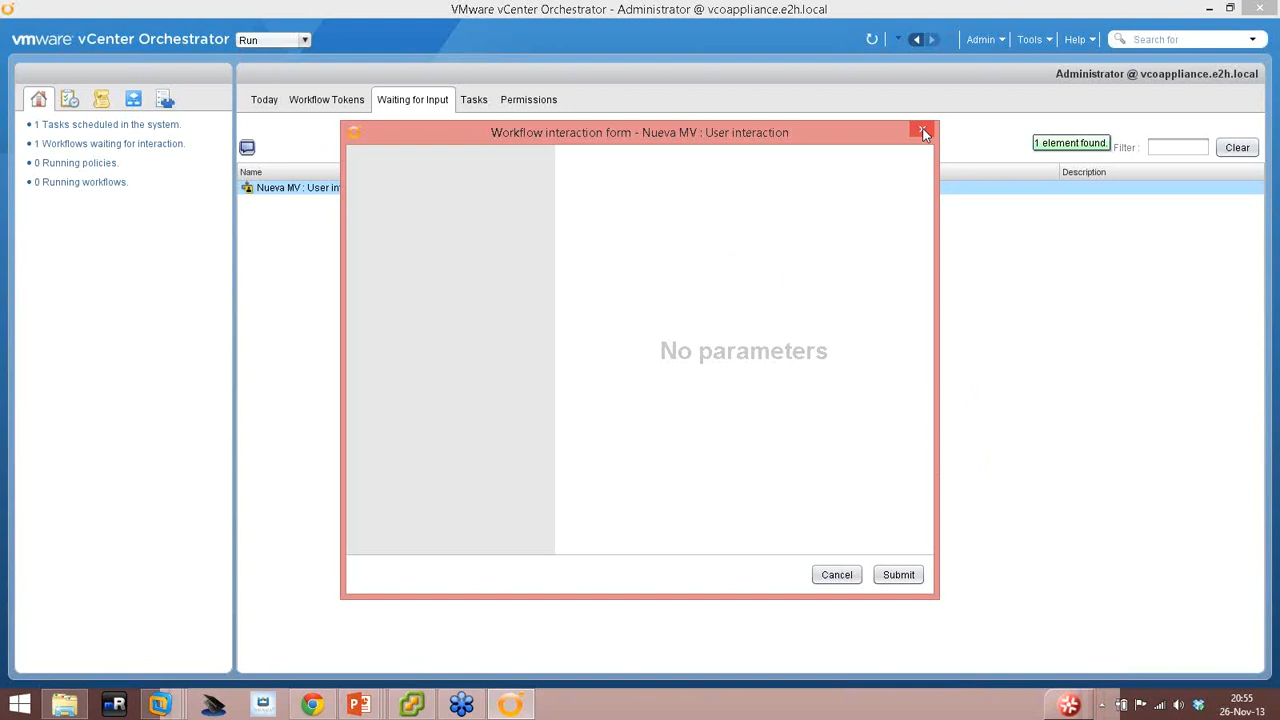 VMware vCenter Orchestrator - Administrator @ vcoappliance.e2h.local
vmware vCenter Orchestrator Run Admin Tools Help Search for
Administrator @ vcoappliance.e2h.local
Today Workflow Tokens Waiting for Input Tasks Permissions
1 Tasks scheduled in the system.
1 Workflows waiting for interaction.
0 Running policies.
0 Running workflows.
Workflow interaction form - Nueva MV : User interaction
1 element found. Filter : Clear
Name Description
Nueva MV : User in
No parameters
Cancel Submit
mR
20:55
26-Nov-13